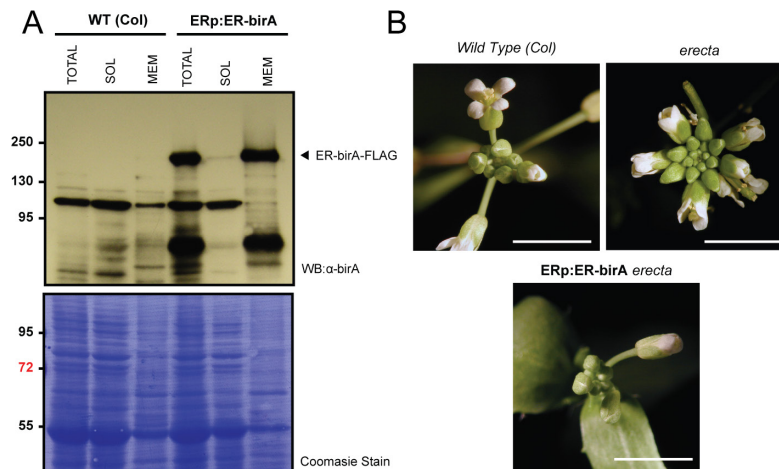 A
WT (Col)
ERp:ER-birA
TOTAL
SOL
MEM
TOTAL
SOL
MEM
250
130
95
ER-birA-FLAG
WB:α-birA
95
72
55
Coomasie Stain
B
Wild Type (Col)
erecta
ERp:ER-birA erecta